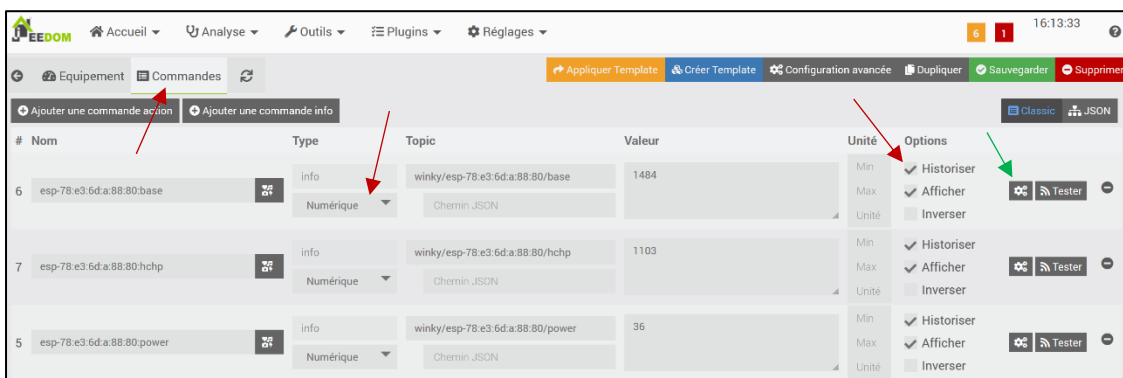 JEEDOM Accueil Analyse Outils Plugins Réglages 6 1 16:13:33
Equipement Commandes Appliquer Template Créer Template Configuration avancée Dupliquer Sauvegarder Supprimer
Ajouter une commande action Ajouter une commande info Classic JSON
# Nom Type Topic Valeur Unité Options
6 esp-78:e3:6d:a:88:80:base info winky/esp-78:e3:6d:a:88:80/base 1484 Min Historiser
Numérique Chemin JSON Max Afficher Tester
Unité Inverser
7 esp-78:e3:6d:a:88:80:hchp info winky/esp-78:e3:6d:a:88:80/hchp 1103 Min Historiser
Numérique Chemin JSON Max Afficher Tester
Unité Inverser
5 esp-78:e3:6d:a:88:80:power info winky/esp-78:e3:6d:a:88:80/power 36 Min Historiser
Numérique Chemin JSON Max Afficher Tester
Unité Inverser